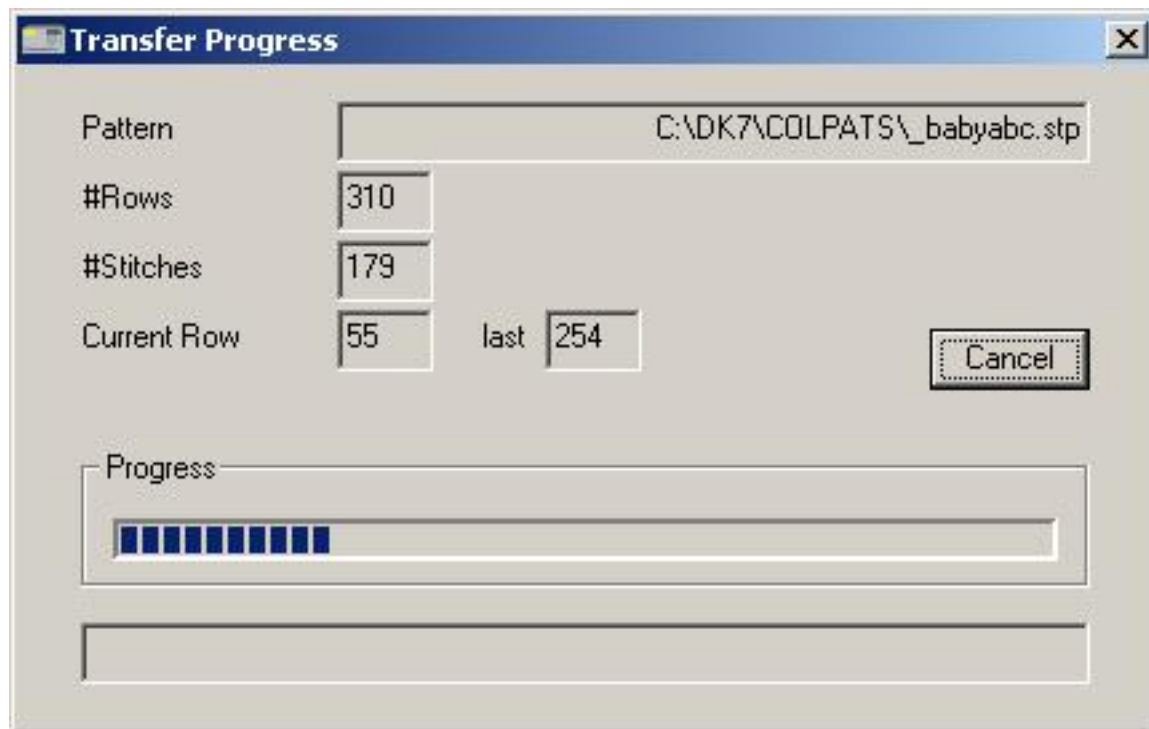 Transfer Progress
Pattern C:\DK7\COLPATS\_babyabc.stp
#Rows 310
#Stitches 179
Current Row 55 last 254
Cancel
Progress